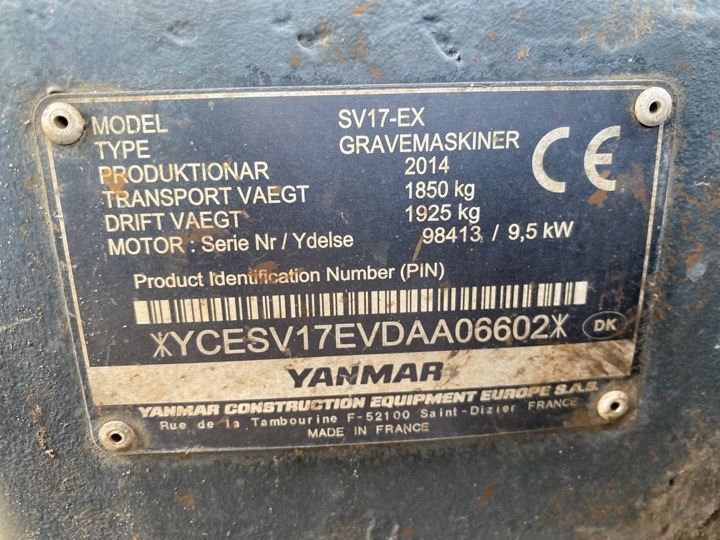 MODEL SV17-EX
TYPE GRAVEMASKINER
PRODUKTIONAR 2014
TRANSPORT VAEGT 1850 kg
DRIFT VAEGT 1925 kg
MOTOR : Serie Nr / Ydelse 98413 / 9,5 kW
CE
Product Identification Number (PIN)
*YCESV17EVDAA06602*
DK
YANMAR
YANMAR CONSTRUCTION EQUIPMENT EUROPE S.A.S.
Rue de la Tambourine F-52100 Saint-Dizier FRANCE
MADE IN FRANCE